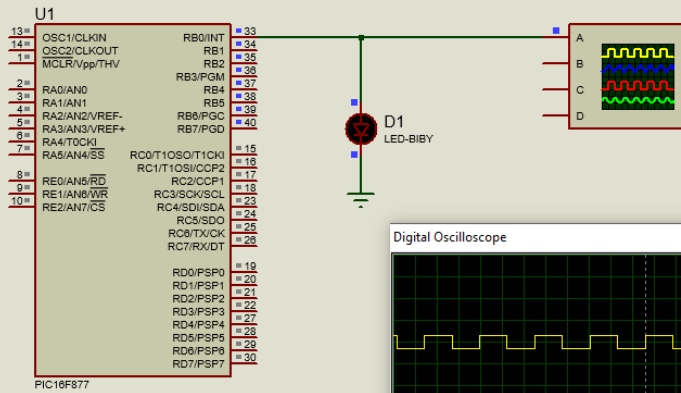 U1
13 OSC1/CLKIN RB0/INT 33
14 OSC2/CLKOUT RB1 34
1 MCLR/Vpp/THV RB2 35
RB3/PGM 36
2 RA0/AN0 RB4 37
3 RA1/AN1 RB5 38
4 RA2/AN2/VREF- RB6/PGC 39
5 RA3/AN3/VREF+ RB7/PGD 40
6 RA4/T0CKI
7 RA5/AN4/SS RC0/T1OSO/T1CKI 15
RC1/T1OSI/CCP2 16
8 RE0/AN5/RD RC2/CCP1 17
9 RE1/AN6/WR RC3/SCK/SCL 18
10 RE2/AN7/CS RC4/SDI/SDA 23
RC5/SDO 24
RC6/TX/CK 25
RC7/RX/DT 26
RD0/PSP0 19
RD1/PSP1 20
RD2/PSP2 21
RD3/PSP3 22
RD4/PSP4 27
RD5/PSP5 28
RD6/PSP6 29
RD7/PSP7 30
PIC16F877
D1
LED-BIBY
A
B
C
D
Digital Oscilloscope